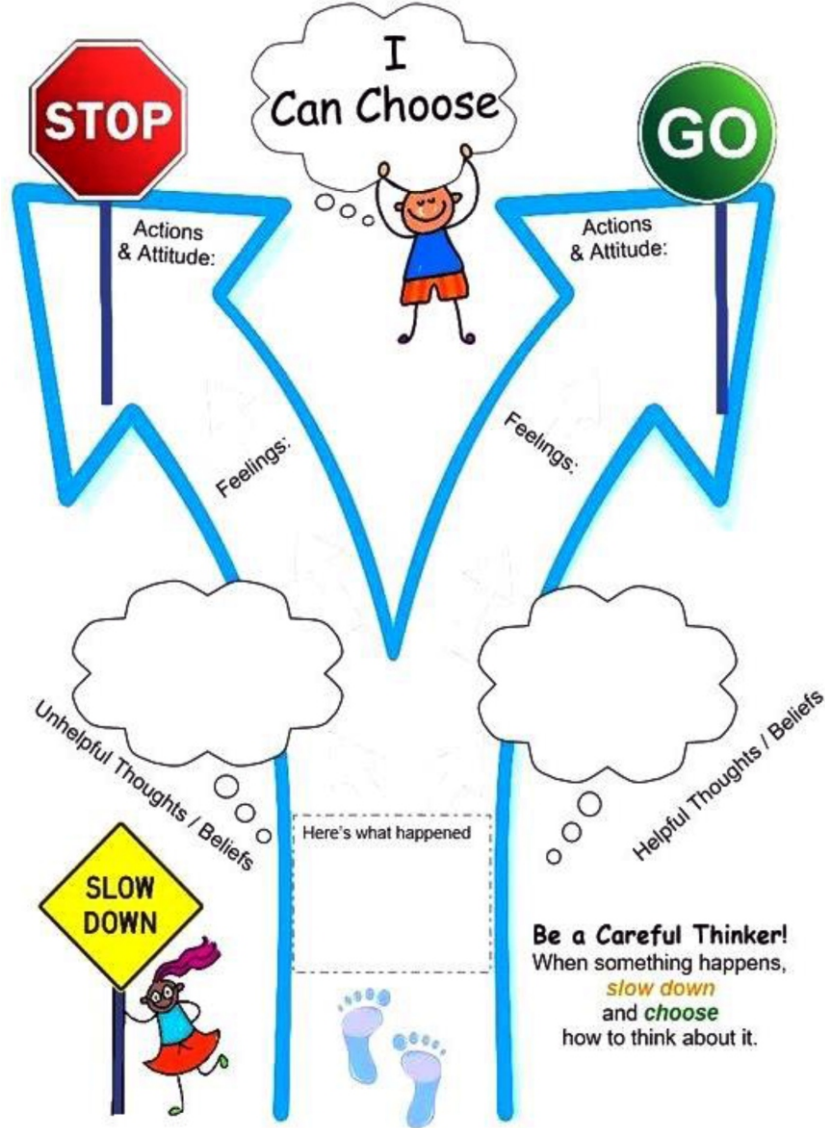 I
Can Choose
STOP
GO
Actions
& Attitude:
Actions
& Attitude:
Feelings:
Feelings:
Unhelpful Thoughts / Beliefs
Helpful Thoughts / Beliefs
Here's what happened
SLOW
DOWN
Be a Careful Thinker!
When something happens,
slow down
and choose
how to think about it.